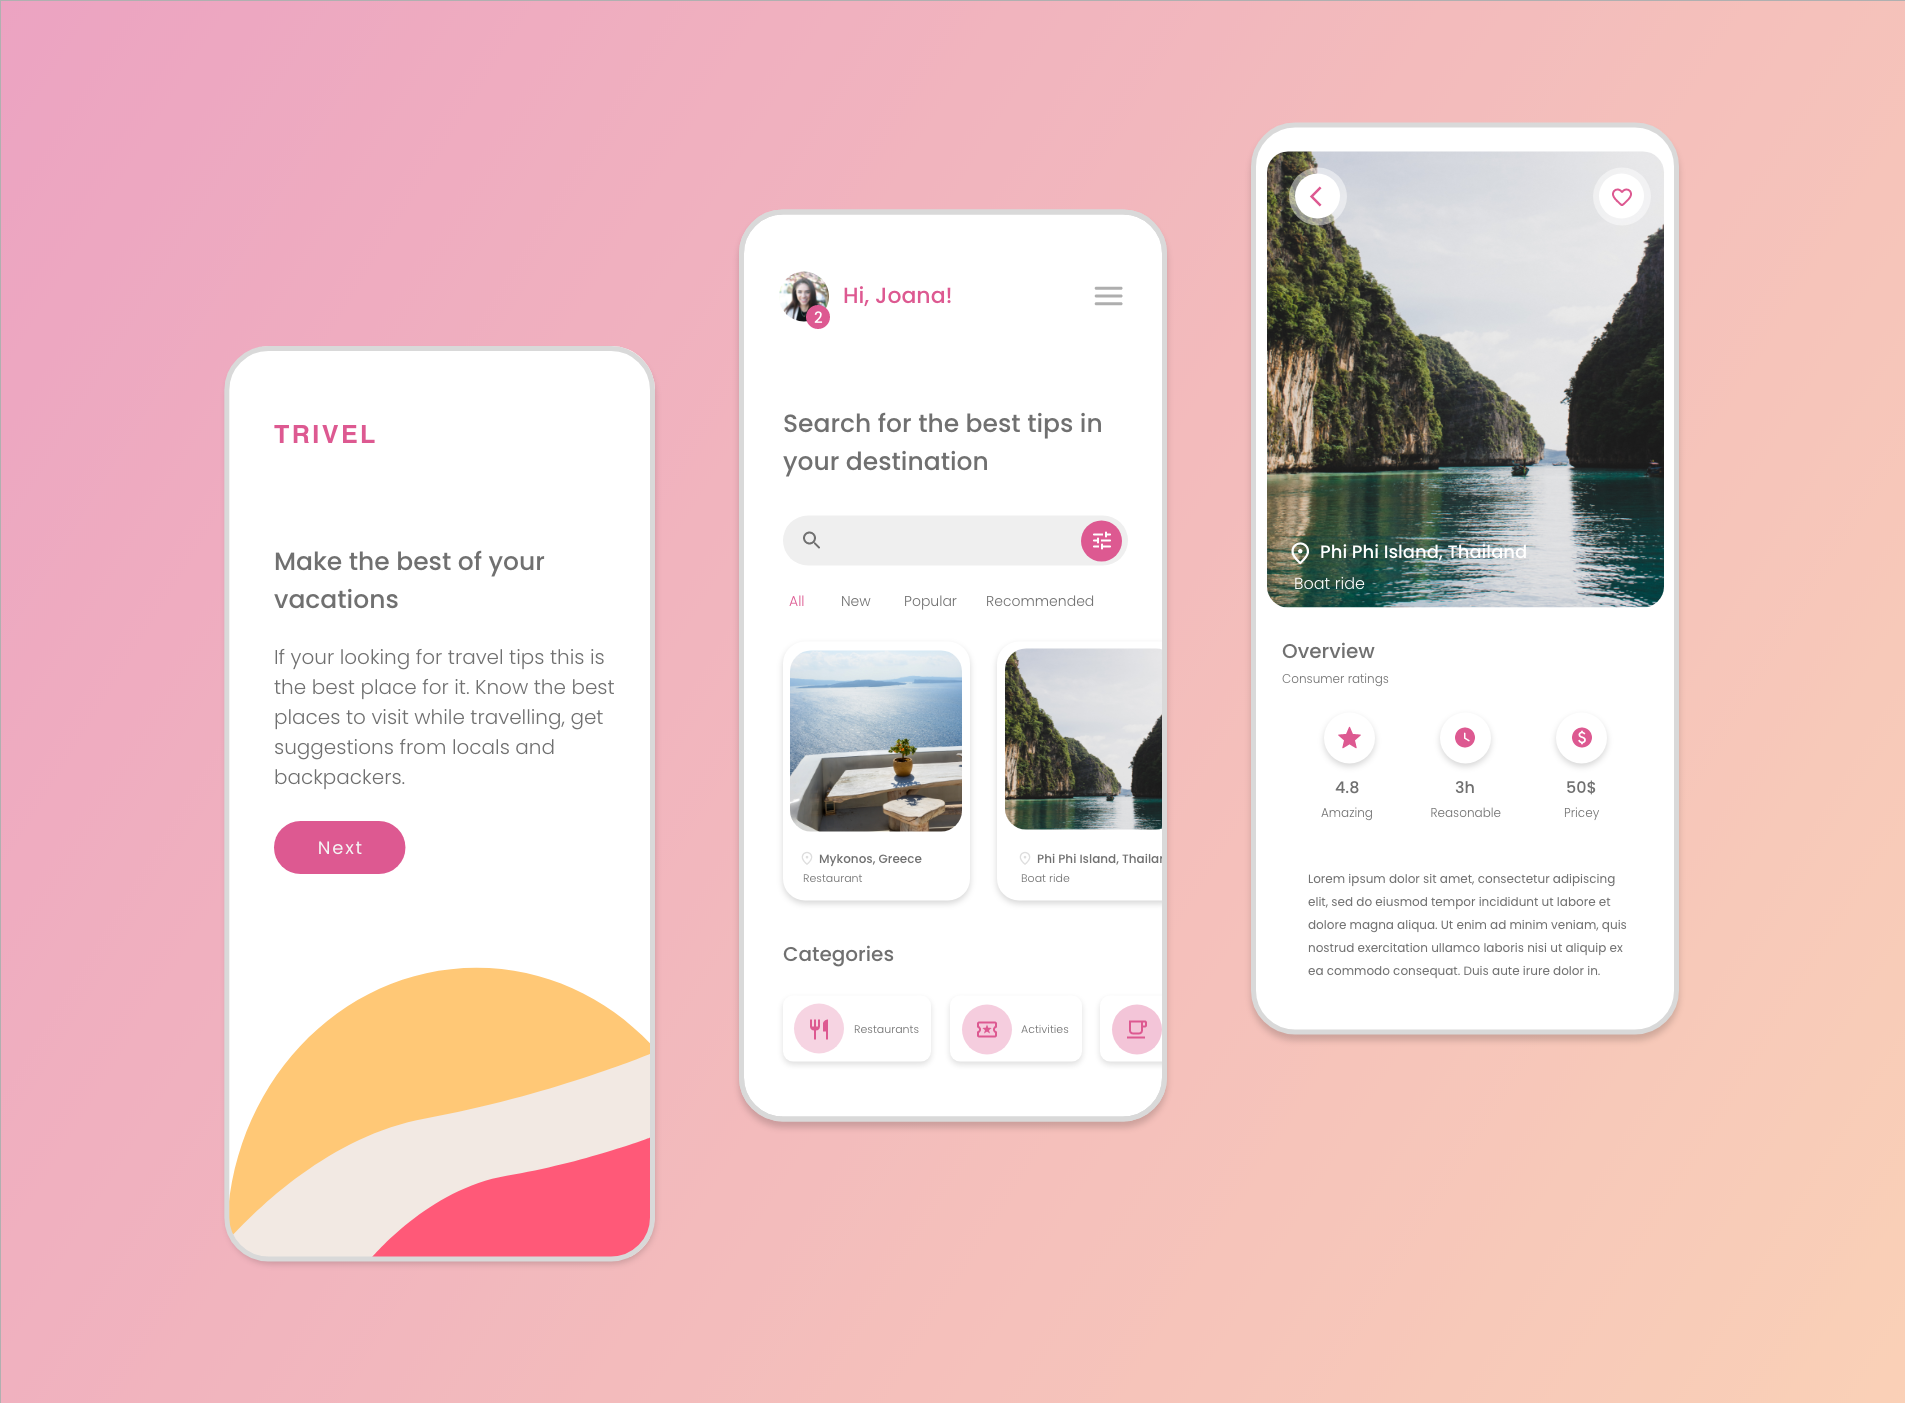 TRIVEL
Make the best of your
vacations
If your looking for travel tips this is
the best place for it. Know the best
places to visit while travelling, get
suggestions from locals and
backpackers.
Next
Hi, Joana!
2
Search for the best tips in
your destination
All New Popular Recommended
Mykonos, Greece
Restaurant
Phi Phi Island, Thailan
Boat ride
Categories
Restaurants
Activities
Phi Phi Island, Thailand
Boat ride
Overview
Consumer ratings
4.8 3h 50$
Amazing Reasonable Pricey
Lorem ipsum dolor sit amet, consectetur adipiscing
elit, sed do eiusmod tempor incididunt ut labore et
dolore magna aliqua. Ut enim ad minim veniam, quis
nostrud exercitation ullamco laboris nisi ut aliquip ex
ea commodo consequat. Duis aute irure dolor in.